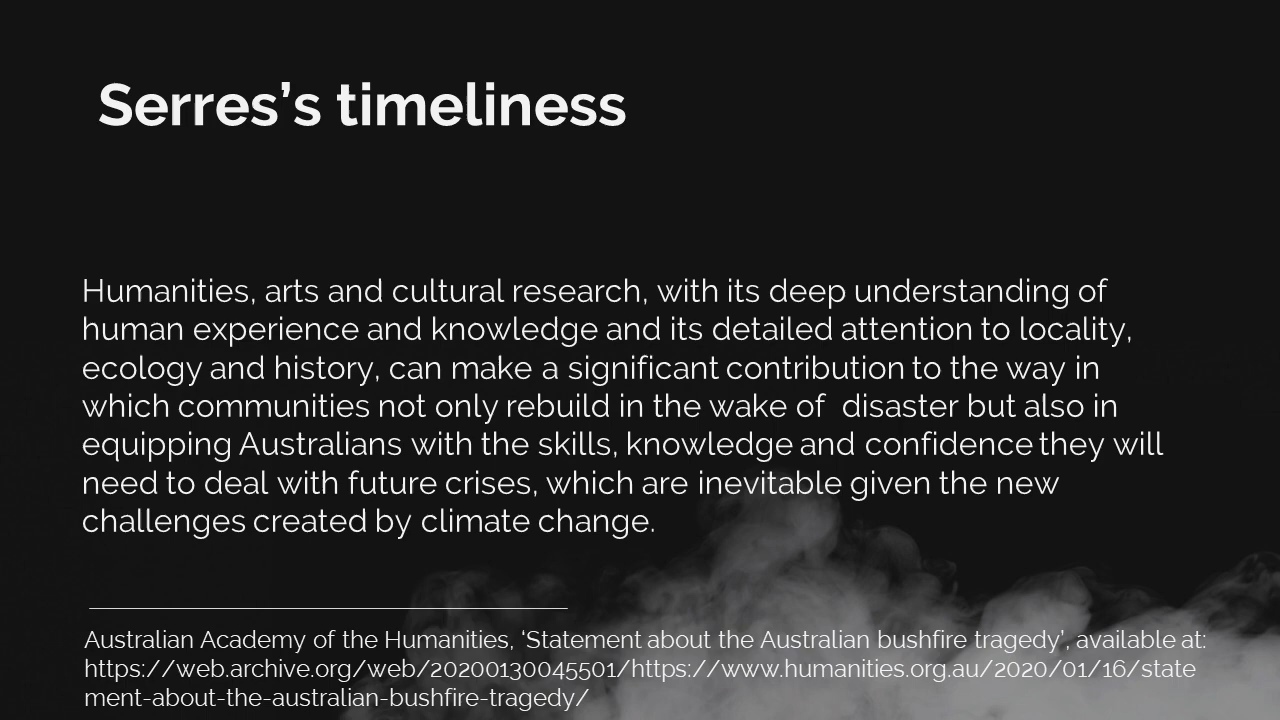 Serres’s timeliness
Humanities, arts and cultural research, with its deep understanding of
human experience and knowledge and its detailed attention to locality,
ecology and history, can make a significant contribution to the way in
which communities not only rebuild in the wake of  disaster but also in
equipping Australians with the skills, knowledge and confidence they will
need to deal with future crises, which are inevitable given the new
challenges created by climate change.
Australian Academy of the Humanities, ‘Statement about the Australian bushfire tragedy’, available at:
https://web.archive.org/web/20200130045501/https://www.humanities.org.au/2020/01/16/state
ment-about-the-australian-bushfire-tragedy/